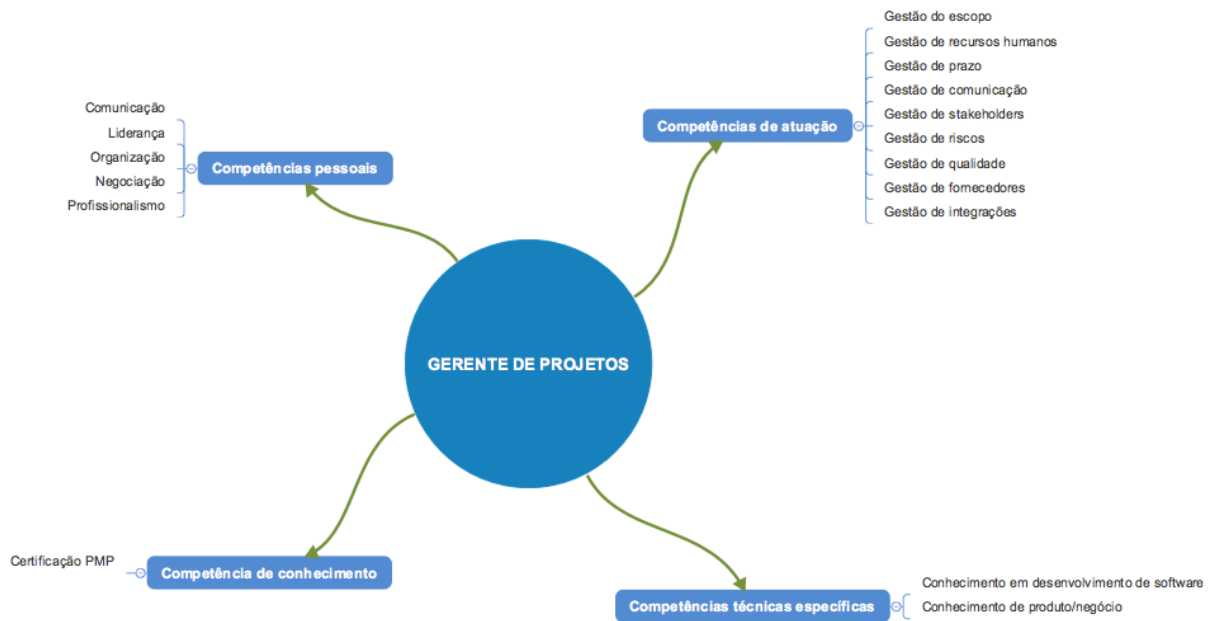 Comunicação
Liderança
Organização
Negociação
Profissionalismo
Competências pessoais
Competências de atuação
Gestão do escopo
Gestão de recursos humanos
Gestão de prazo
Gestão de comunicação
Gestão de stakeholders
Gestão de riscos
Gestão de qualidade
Gestão de fornecedores
Gestão de integrações
GERENTE DE PROJETOS
Certificação PMP
Competência de conhecimento
Competências técnicas específicas
Conhecimento em desenvolvimento de software
Conhecimento de produto/negócio